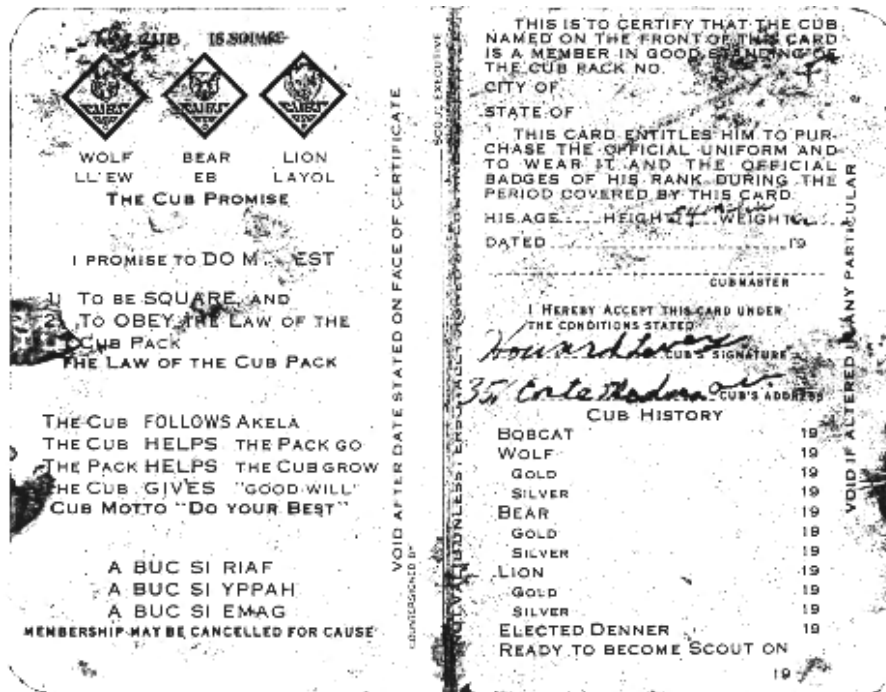 CUB IS SQUARE
WOLF BEAR LION
LL'EW EB LAYOL
THE CUB PROMISE
I PROMISE TO DO M EST
1 TO BE SQUARE, AND
2 TO OBEY THE LAW OF THE
CUB PACK
THE LAW OF THE CUB PACK
THE CUB FOLLOWS AKELA
THE CUB HELPS THE PACK GO
THE PACK HELPS THE CUB GROW
HE CUB GIVES "GOOD WILL"
CUB MOTTO "DO YOUR BEST"
A BUC SI RIAF
A BUC SI YPPAH
A BUC SI EMAG
MEMBERSHIP MAY BE CANCELLED FOR CAUSE
VOID AFTER DATE STATED ON FACE OF CERTIFICATE
COUNTERSIGNED BY
SCOUT EXECUTIVE
THIS IS TO CERTIFY THAT THE CUB
NAMED ON THE FRONT OF THIS CARD
IS A MEMBER IN GOOD STANDING OF
THE CUB PACK NO.
CITY OF
STATE OF
THIS CARD ENTITLES HIM TO PUR-
CHASE THE OFFICIAL UNIFORM AND
TO WEAR IT AND THE OFFICIAL
BADGES OF HIS RANK DURING THE
PERIOD COVERED BY THIS CARD.
HIS AGE HEIGHT WEIGHT
DATED 19
CUBMASTER
I HEREBY ACCEPT THIS CARD UNDER
THE CONDITIONS STATED
Howard CUB'S SIGNATURE
35 Corte Madera av. CUB'S ADDRESS
CUB HISTORY
BOBCAT 19
WOLF 19
GOLD 19
SILVER 19
BEAR 19
GOLD 19
SILVER 19
LION 19
GOLD 19
SILVER 19
ELECTED DENNER 19
READY TO BECOME SCOUT ON
19
VOID IF ALTERED IN ANY PARTICULAR